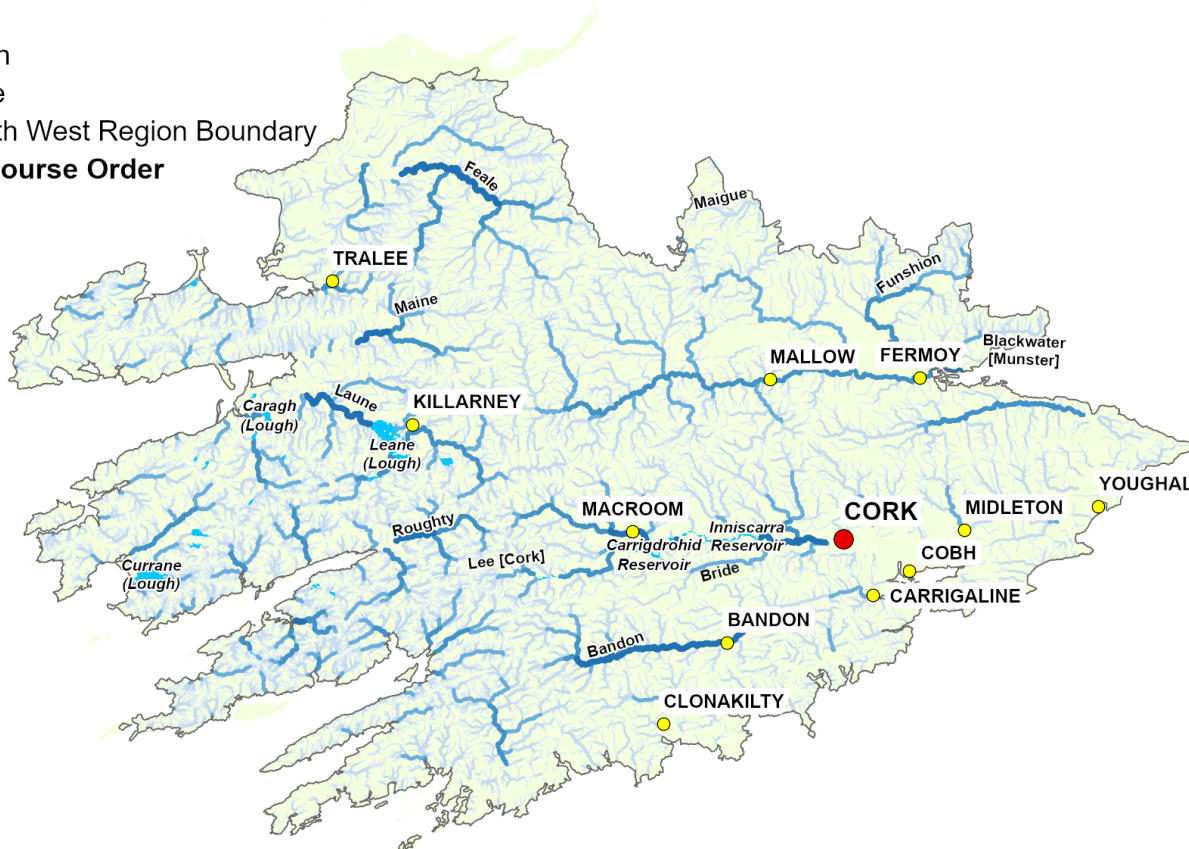 South West Region Boundary
Course Order
Feale
Maigue
TRALEE
Funshion
Maine
Blackwater
[Munster]
MALLOW
FERMOY
Laune
KILLARNEY
Caragh
(Lough)
Leane
(Lough)
YOUGHAL
MACROOM
CORK
MIDLETON
Roughty
Inniscarra
Reservoir
Carrigdrohid
Reservoir
Lee [Cork]
COBH
Currane
(Lough)
Bride
CARRIGALINE
BANDON
Bandon
CLONAKILTY